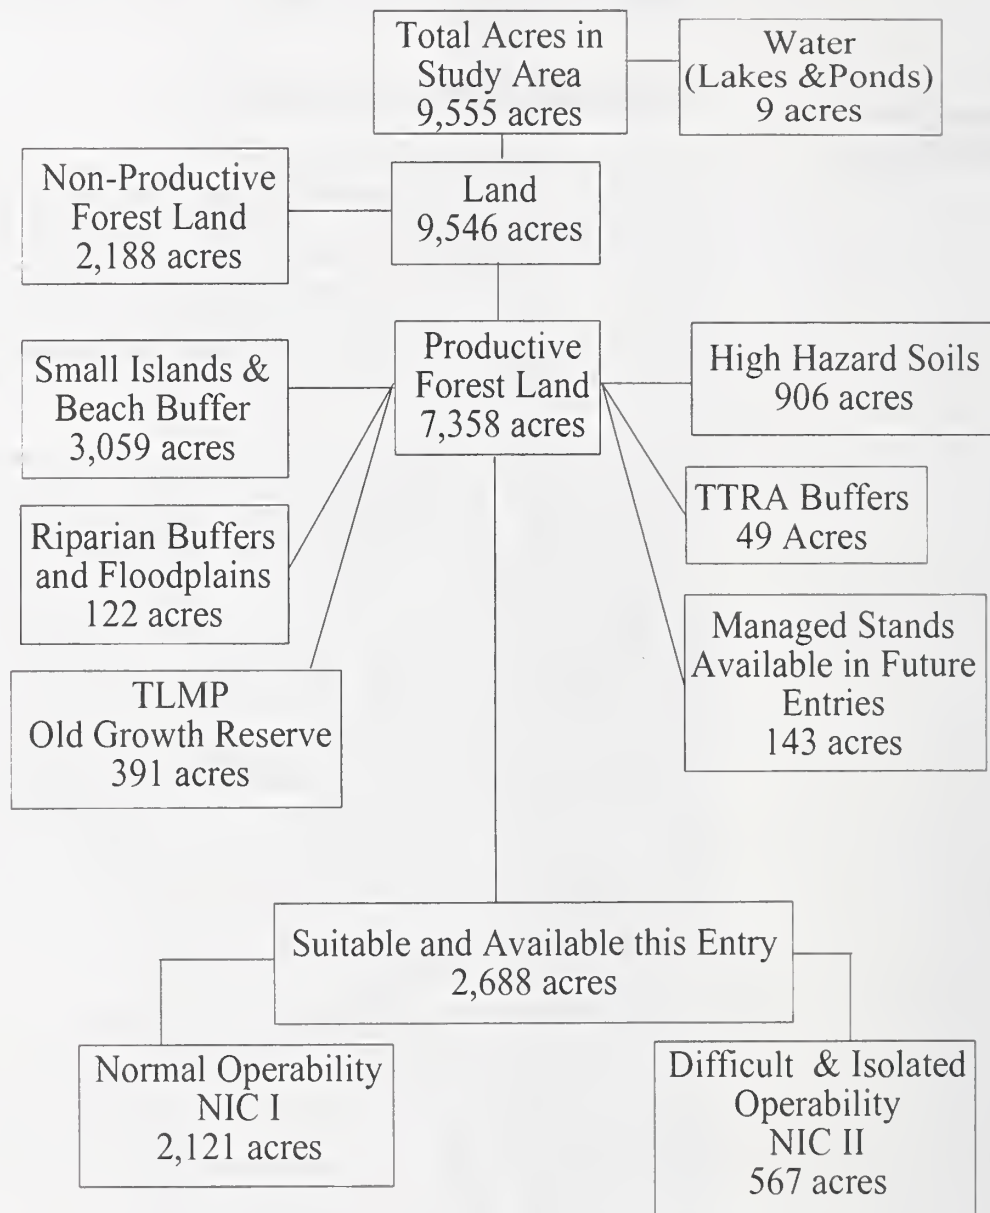 Total Acres in
Study Area
9,555 acres
Water
(Lakes &Ponds)
9 acres
Non-Productive
Forest Land
2,188 acres
Land
9,546 acres
Small Islands &
Beach Buffer
3,059 acres
Productive
Forest Land
7,358 acres
High Hazard Soils
906 acres
Riparian Buffers
and Floodplains
122 acres
TTRA Buffers
49 Acres
TLMP
Old Growth Reserve
391 acres
Managed Stands
Available in Future
Entries
143 acres
Suitable and Available this Entry
2,688 acres
Normal Operability
NIC I
2,121 acres
Difficult & Isolated
Operability
NIC II
567 acres